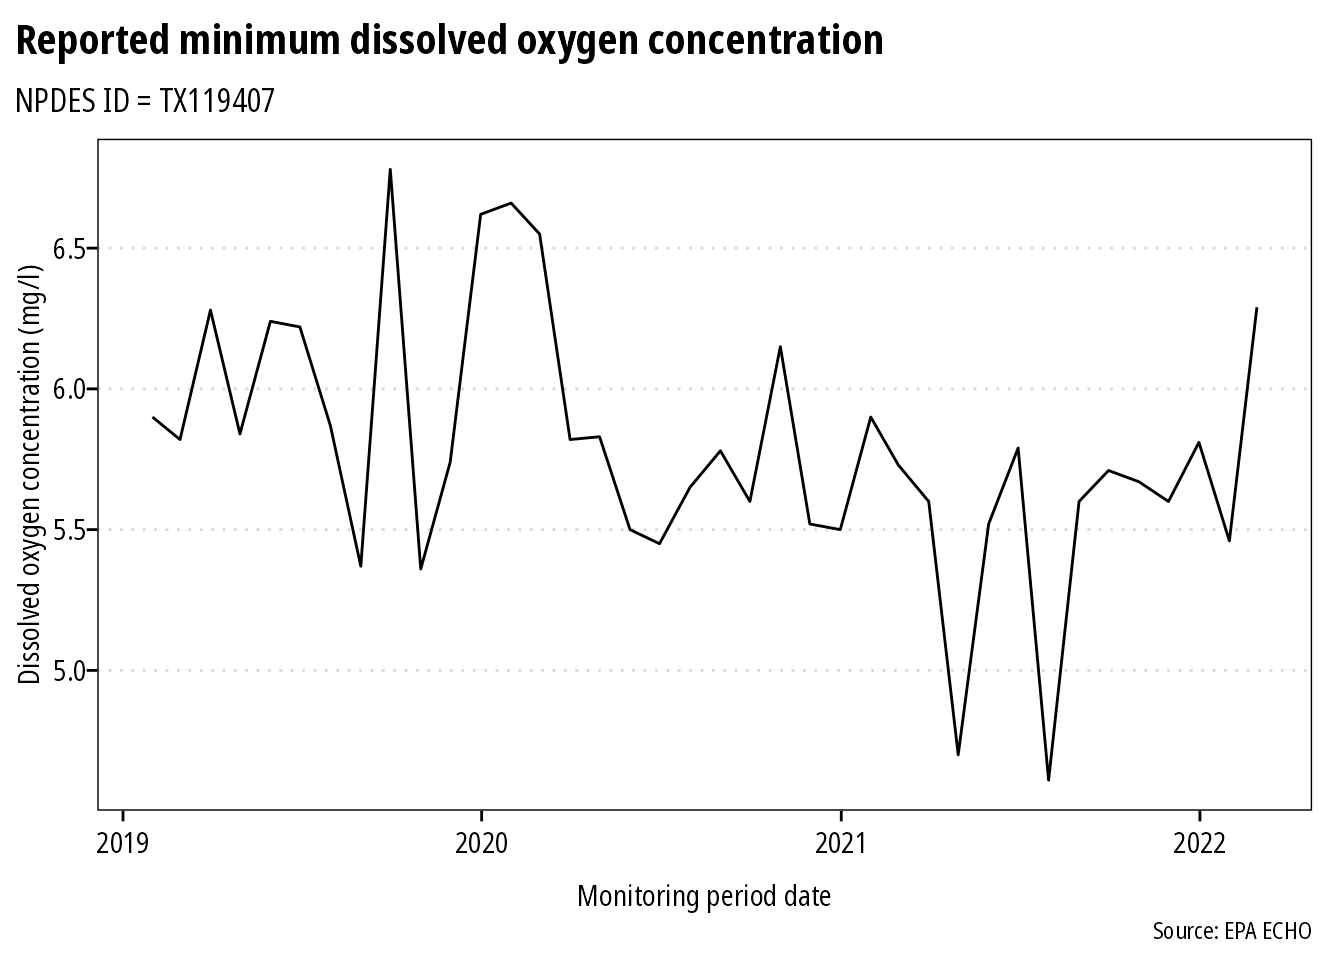 Reported minimum dissolved oxygen concentration
NPDES ID = TX119407
Dissolved oxygen concentration (mg/l)
6.5
6.0
5.5
5.0
2019 2020 2021 2022
Monitoring period date
Source: EPA ECHO